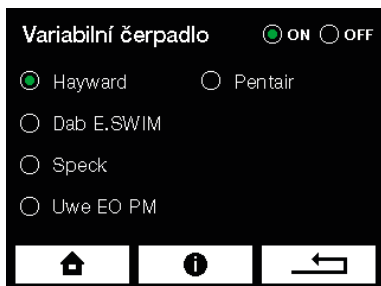 Variabilní čerpadlo ON OFF
Hayward Pentair
Dab E.SWIM
Speck
Uwe EO PM